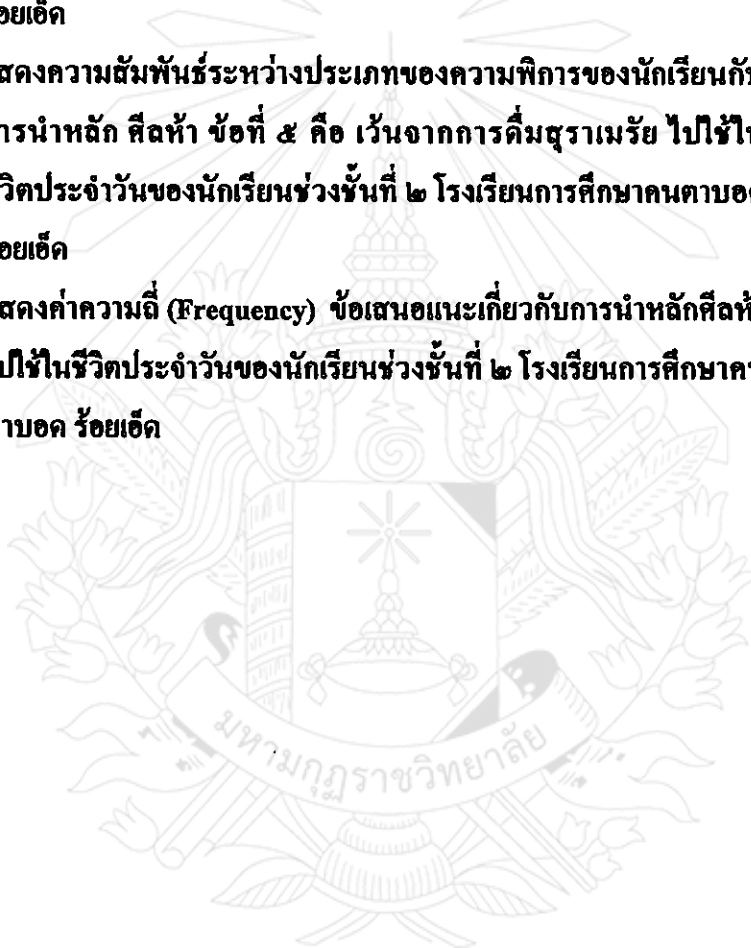 อยเอ็ด
สดงความสัมพันธ์ระหว่างประเภทของความพิการของนักเรียนกับ
ารนำหลัก ศีลห้า ข้อที่ ๕ คือ เว้นจากการดื่มสุราเมรัย ไปใช้ใน
วิตประจำวันของนักเรียนช่วงชั้นที่ ๒ โรงเรียนการศึกษาคนตาบอด
อยเอ็ด
สดงค่าความถี่ (Frequency) ข้อเสนอแนะเกี่ยวกับการนำหลักศีลห้
ปใช้ในชีวิตประจำวันของนักเรียนช่วงชั้นที่ ๒ โรงเรียนการศึกษาคน
าบอด ร้อยเอ็ด
มหามกุฏราชวิทยาลัย